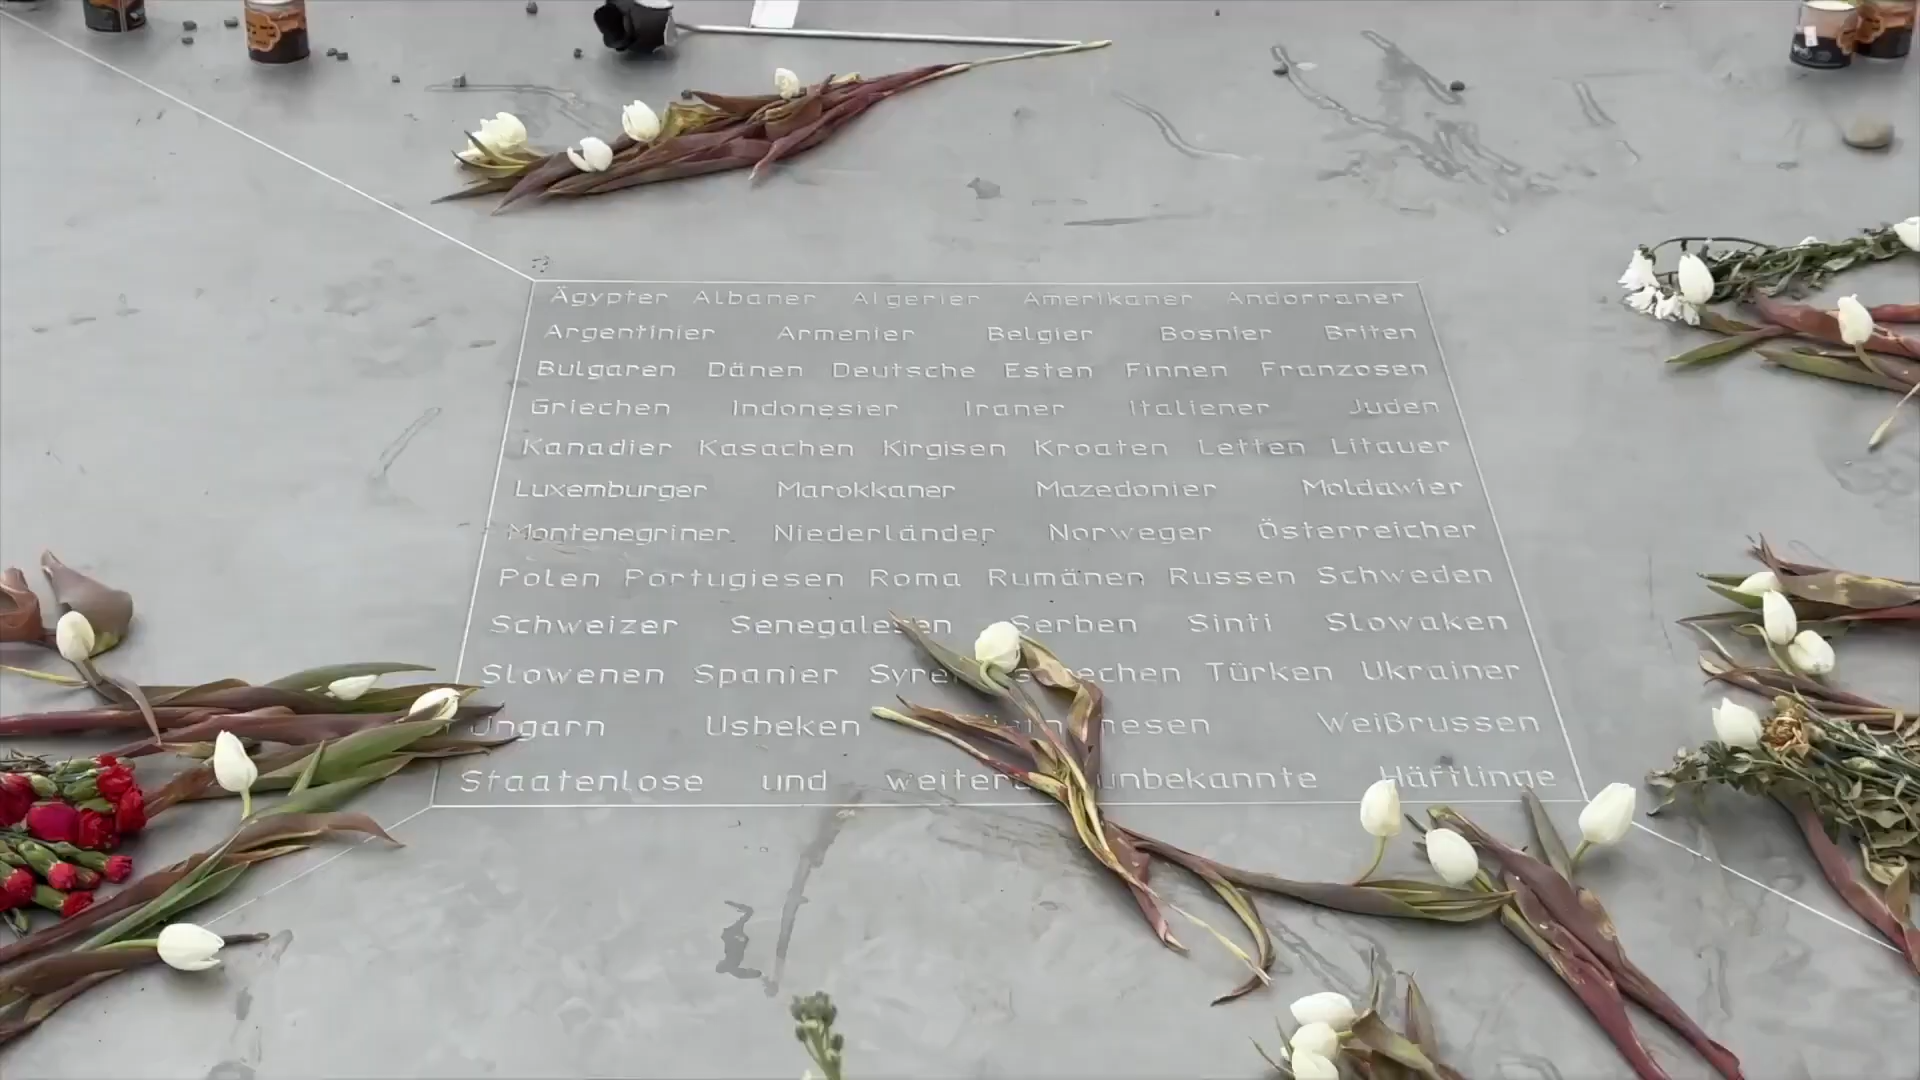 Ägypter Albaner Algerier Amerikaner Andorraner
Argentinier Armenier Belgier Bosnier Briten
Bulgaren Dänen Deutsche Esten Finnen Franzosen
Griechen Indonesier Iraner Italiener Juden
Kanadier Kasachen Kirgisen Kroaten Letten Litauer
Luxemburger Marokkaner Mazedonier Moldawier
Montenegriner Niederländer Norweger Österreicher
Polen Portugiesen Roma Rumänen Russen Schweden
Schweizer Senegalesen Serben Sinti Slowaken
Slowenen Spanier Türken Ukrainer
Ungarn Usbeken Weißrussen
Staatenlose und weitere unbekannte Häftlinge